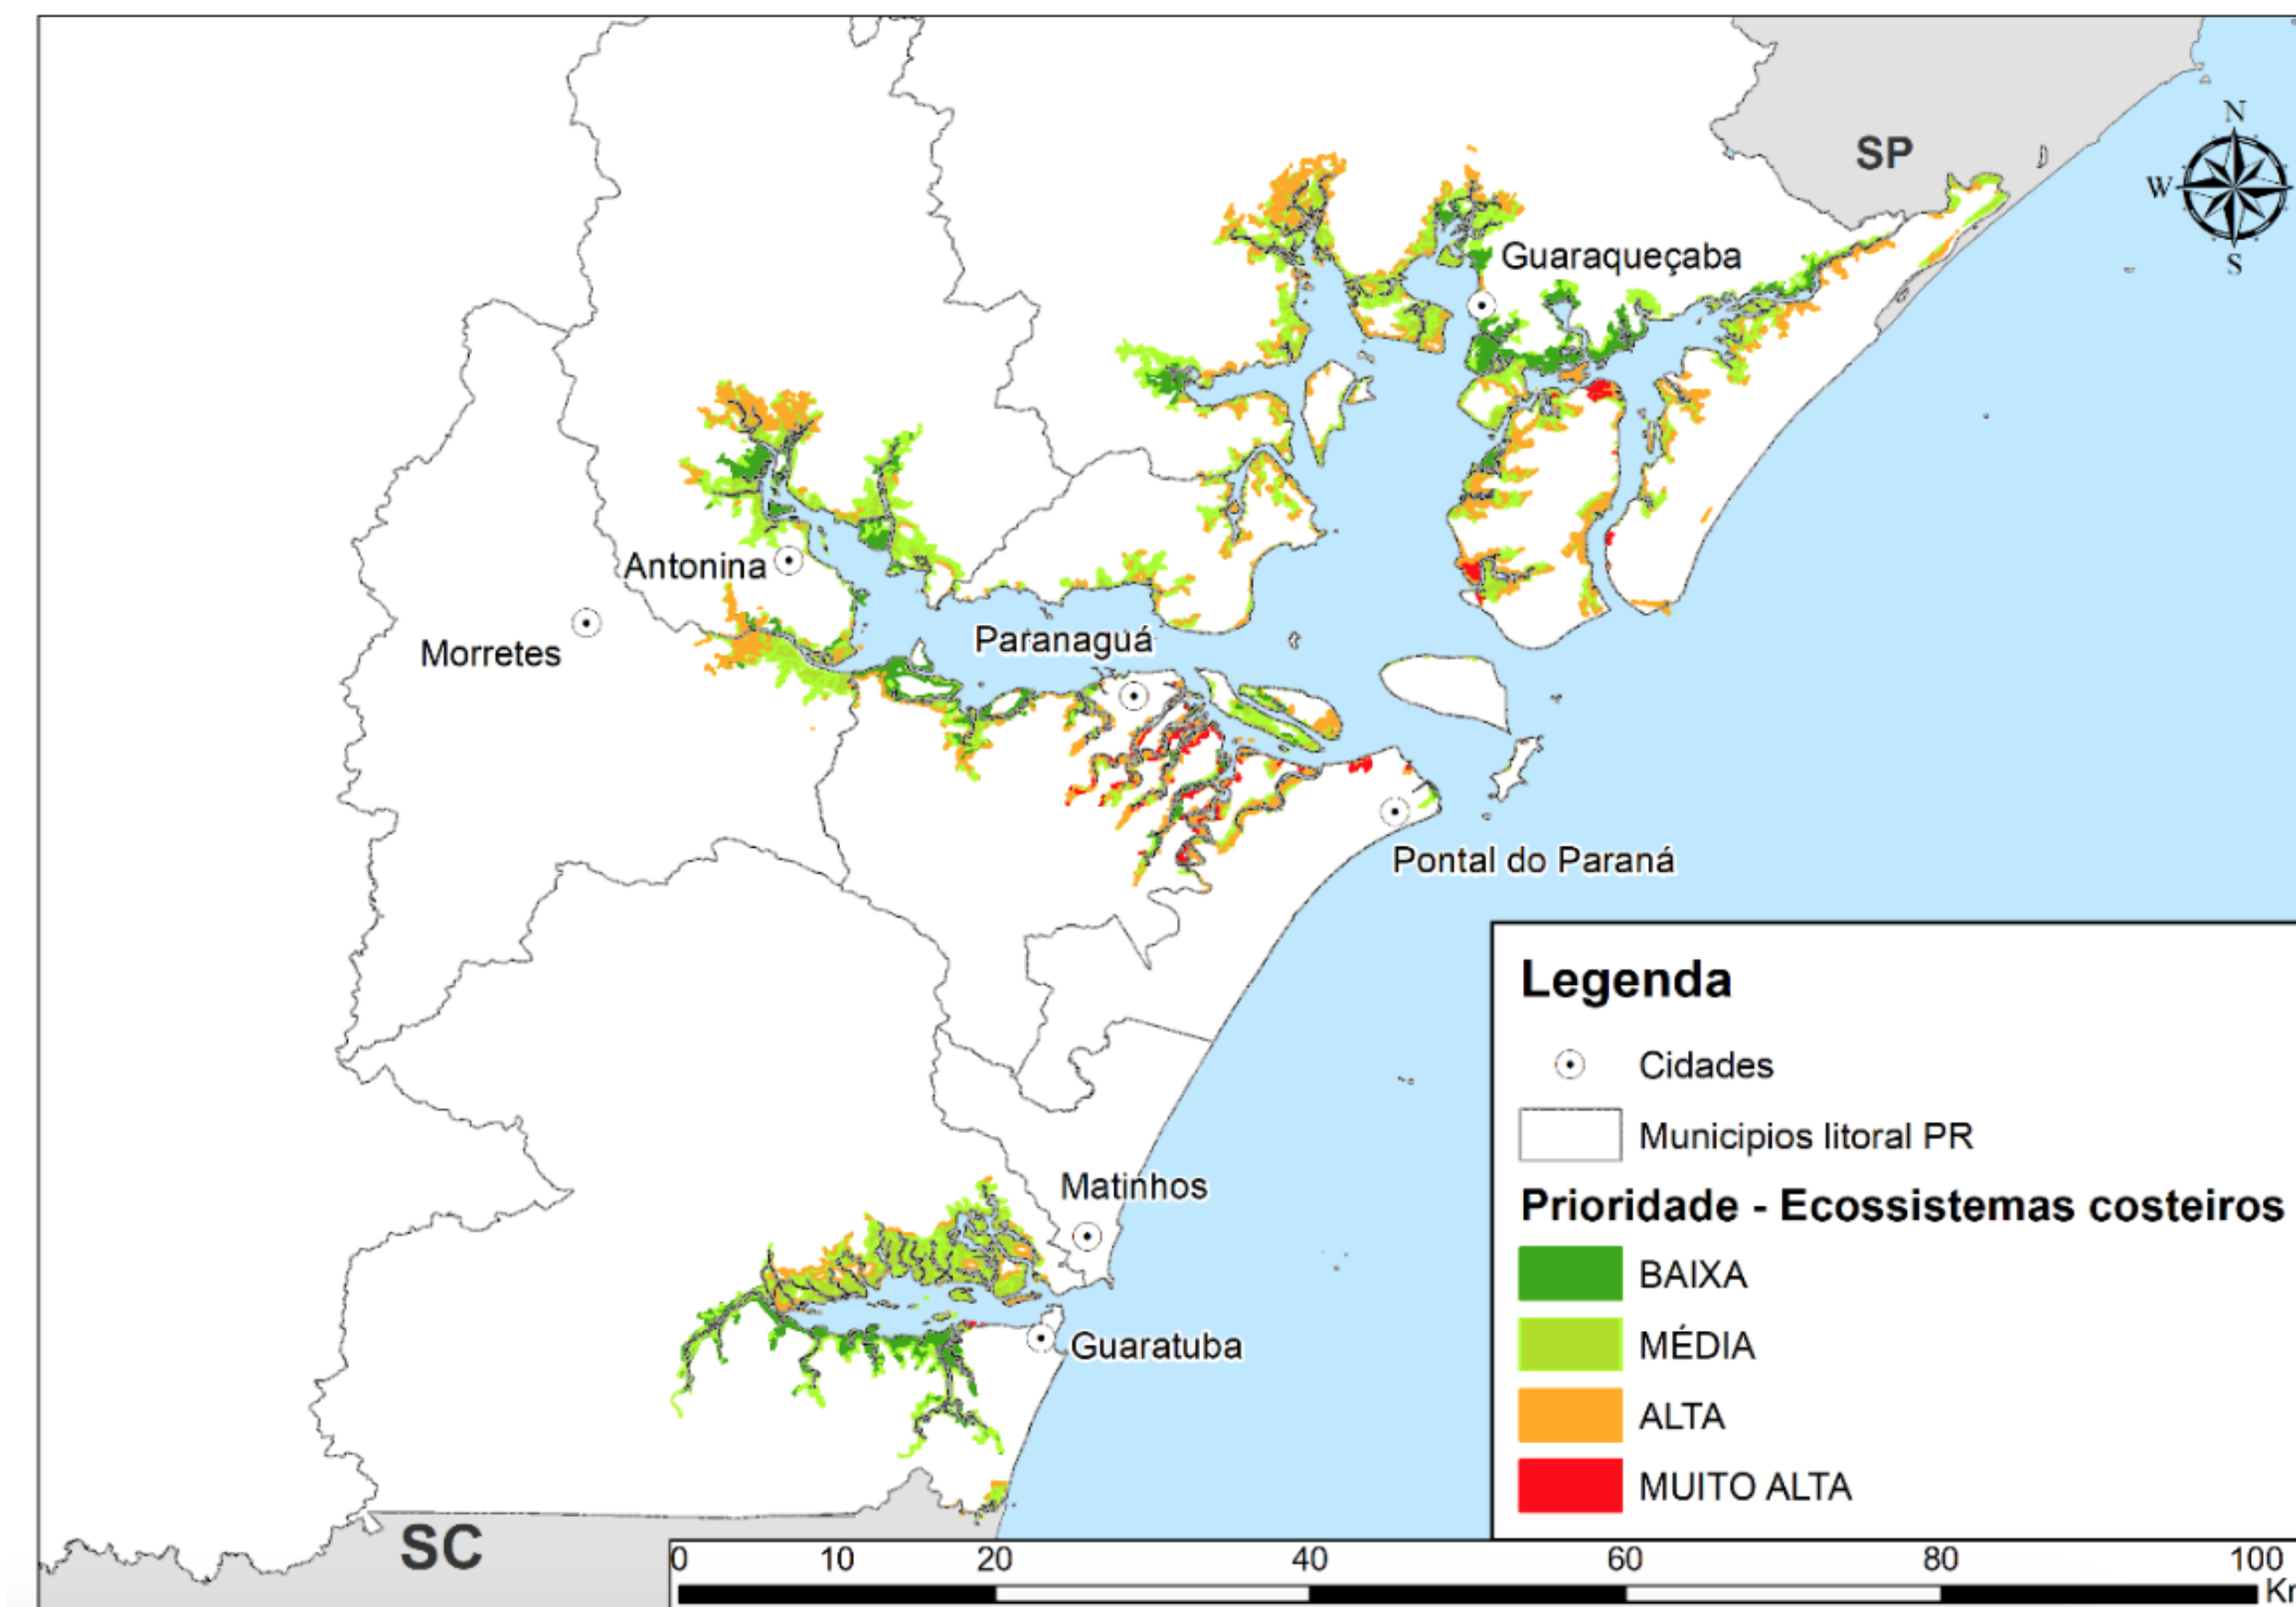 SP
N
W
S
Guaraqueçaba
Antonina
Morretes
Paranaguá
Pontal do Paraná
Matinhos
Guaratuba
SC
Legenda
Cidades
Municipios litoral PR
Prioridade - Ecossistemas costeiros
BAIXA
MÉDIA
ALTA
MUITO ALTA
0 10 20 40 60 80 100